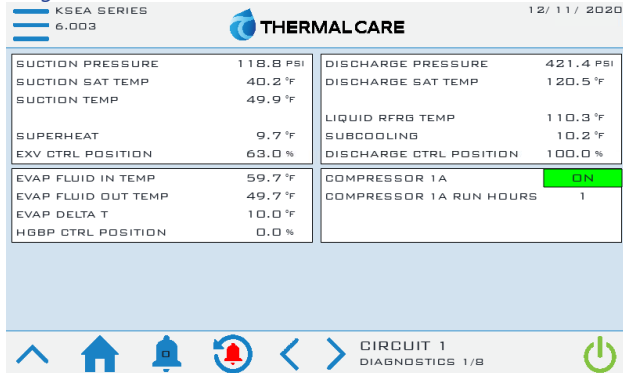 KSEA SERIES
6.003
THERMALCARE
12/11/2020
SUCTION PRESSURE 118.8 PSI
SUCTION SAT TEMP 40.2 °F
SUCTION TEMP 49.9 °F
SUPERHEAT 9.7 °F
EXV CTRL POSITION 63.0 %
DISCHARGE PRESSURE 421.4 PSI
DISCHARGE SAT TEMP 120.5 °F
LIQUID RFRG TEMP 110.3 °F
SUBCOOLING 10.2 °F
DISCHARGE CTRL POSITION 100.0 %
EVAP FLUID IN TEMP 59.7 °F
EVAP FLUID OUT TEMP 49.7 °F
EVAP DELTA T 10.0 °F
HGBP CTRL POSITION 0.0 %
COMPRESSOR 1A ON
COMPRESSOR 1A RUN HOURS 1
0
CIRCUIT 1
DIAGNOSTICS 1/8